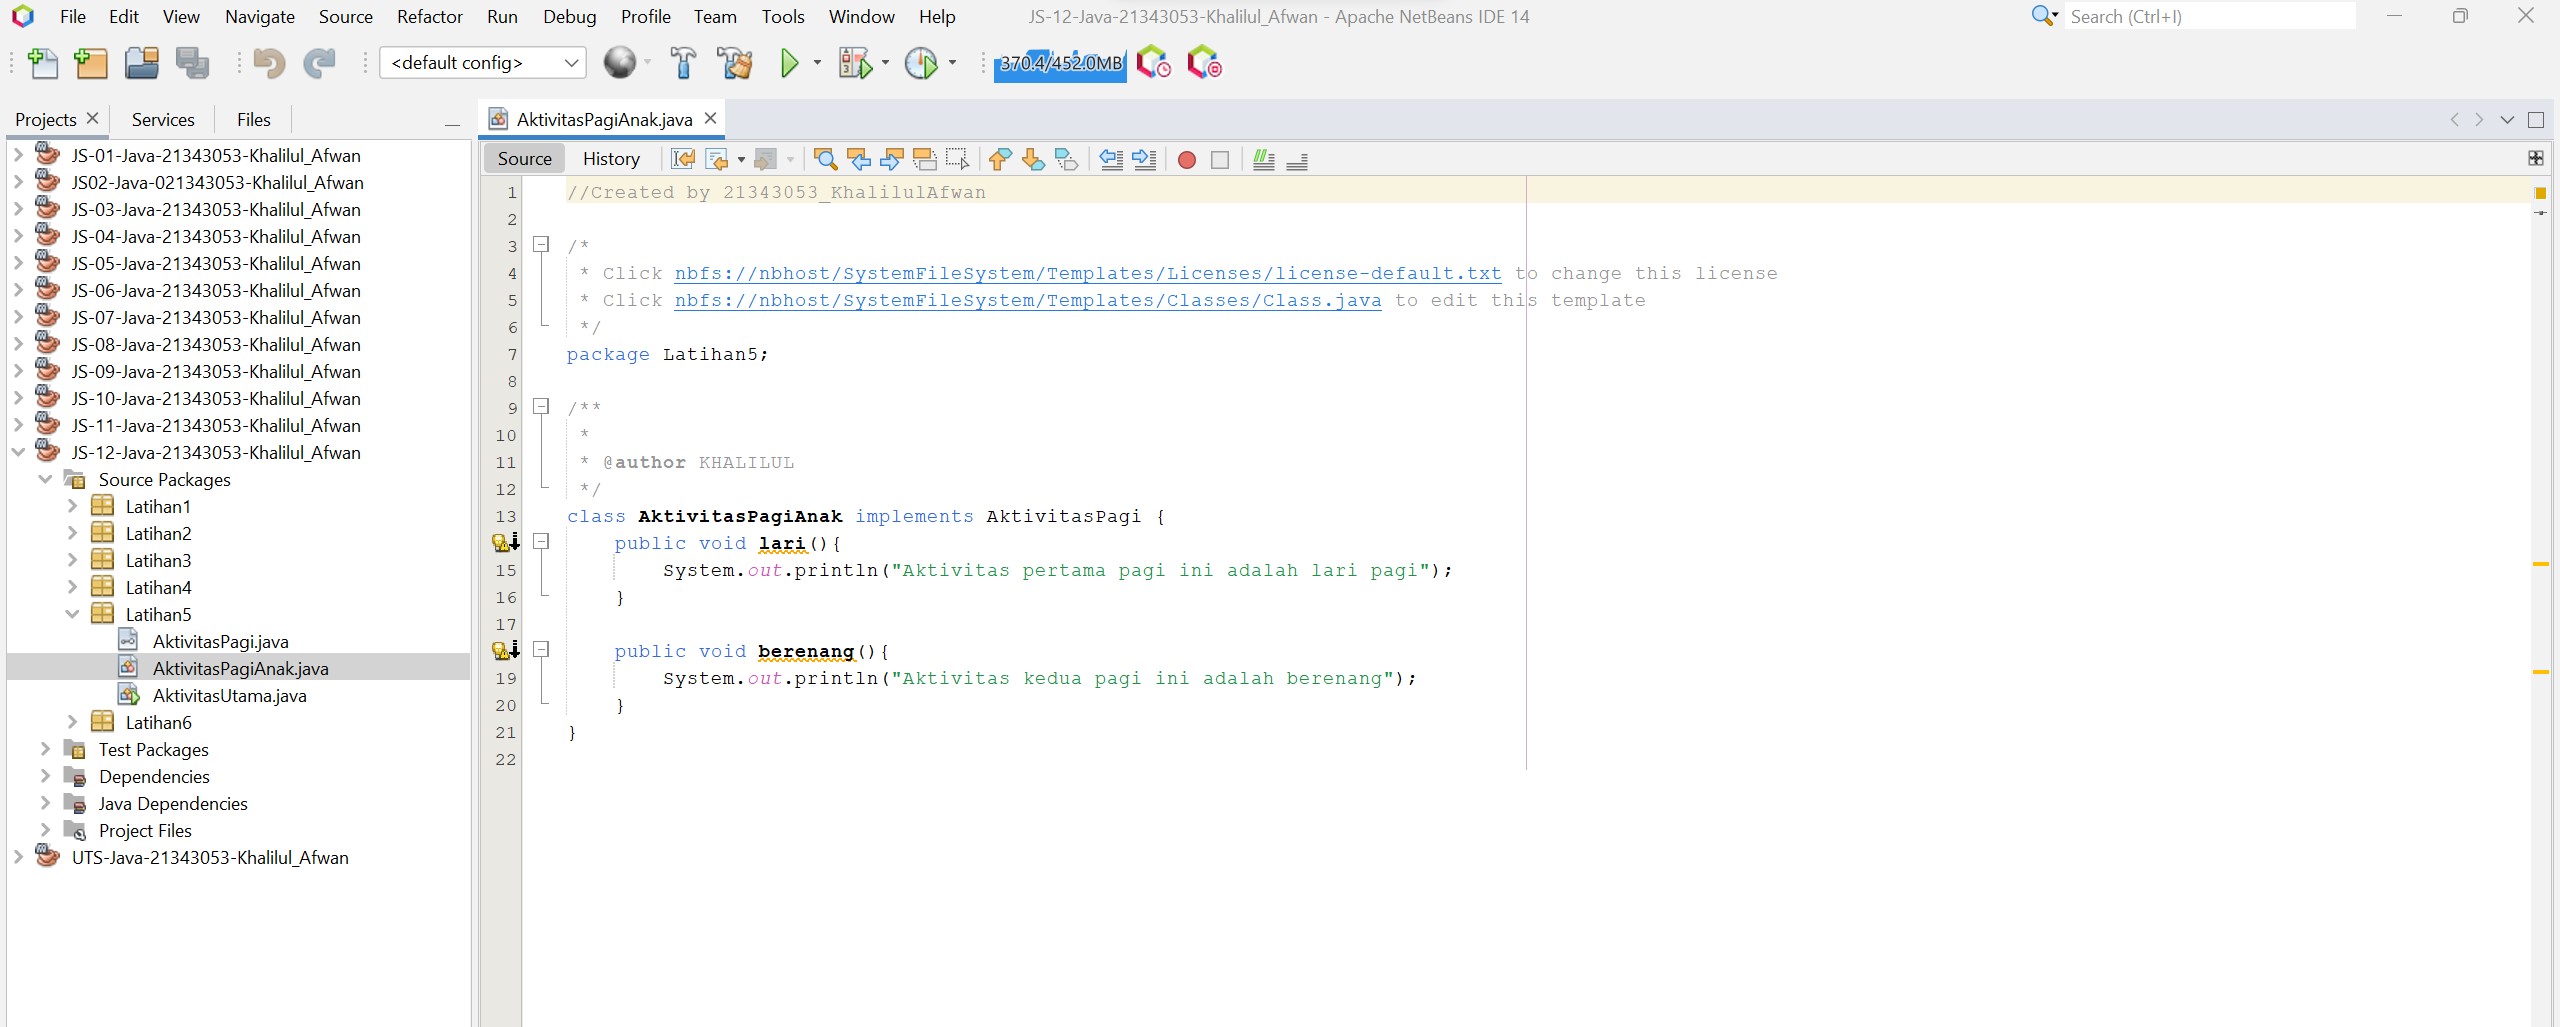 File Edit View Navigate Source Refactor Run Debug Profile Team Tools Window Help JS-12-Java-21343053-Khalilul_Afwan - Apache NetBeans IDE 14 Search (Ctrl+I)
<default config> 370.4/452.0MB
Projects Services Files
JS-01-Java-21343053-Khalilul_Afwan
JS02-Java-021343053-Khalilul_Afwan
JS-03-Java-21343053-Khalilul_Afwan
JS-04-Java-21343053-Khalilul_Afwan
JS-05-Java-21343053-Khalilul_Afwan
JS-06-Java-21343053-Khalilul_Afwan
JS-07-Java-21343053-Khalilul_Afwan
JS-08-Java-21343053-Khalilul_Afwan
JS-09-Java-21343053-Khalilul_Afwan
JS-10-Java-21343053-Khalilul_Afwan
JS-11-Java-21343053-Khalilul_Afwan
JS-12-Java-21343053-Khalilul_Afwan
Source Packages
Latihan1
Latihan2
Latihan3
Latihan4
Latihan5
AktivitasPagi.java
AktivitasPagiAnak.java
AktivitasUtama.java
Latihan6
Test Packages
Dependencies
Java Dependencies
Project Files
UTS-Java-21343053-Khalilul_Afwan
AktivitasPagiAnak.java
Source History
1 //Created by 21343053_KhalilulAfwan
2
3 /*
4 * Click nbfs://nbhost/SystemFileSystem/Templates/Licenses/license-default.txt to change this license
5 * Click nbfs://nbhost/SystemFileSystem/Templates/Classes/Class.java to edit this template
6 */
7 package Latihan5;
8
9 /**
10 *
11 * @author KHALILUL
12 */
13 class AktivitasPagiAnak implements AktivitasPagi {
public void lari(){
15 System.out.println("Aktivitas pertama pagi ini adalah lari pagi");
16 }
17
public void berenang(){
19 System.out.println("Aktivitas kedua pagi ini adalah berenang");
20 }
21 }
22